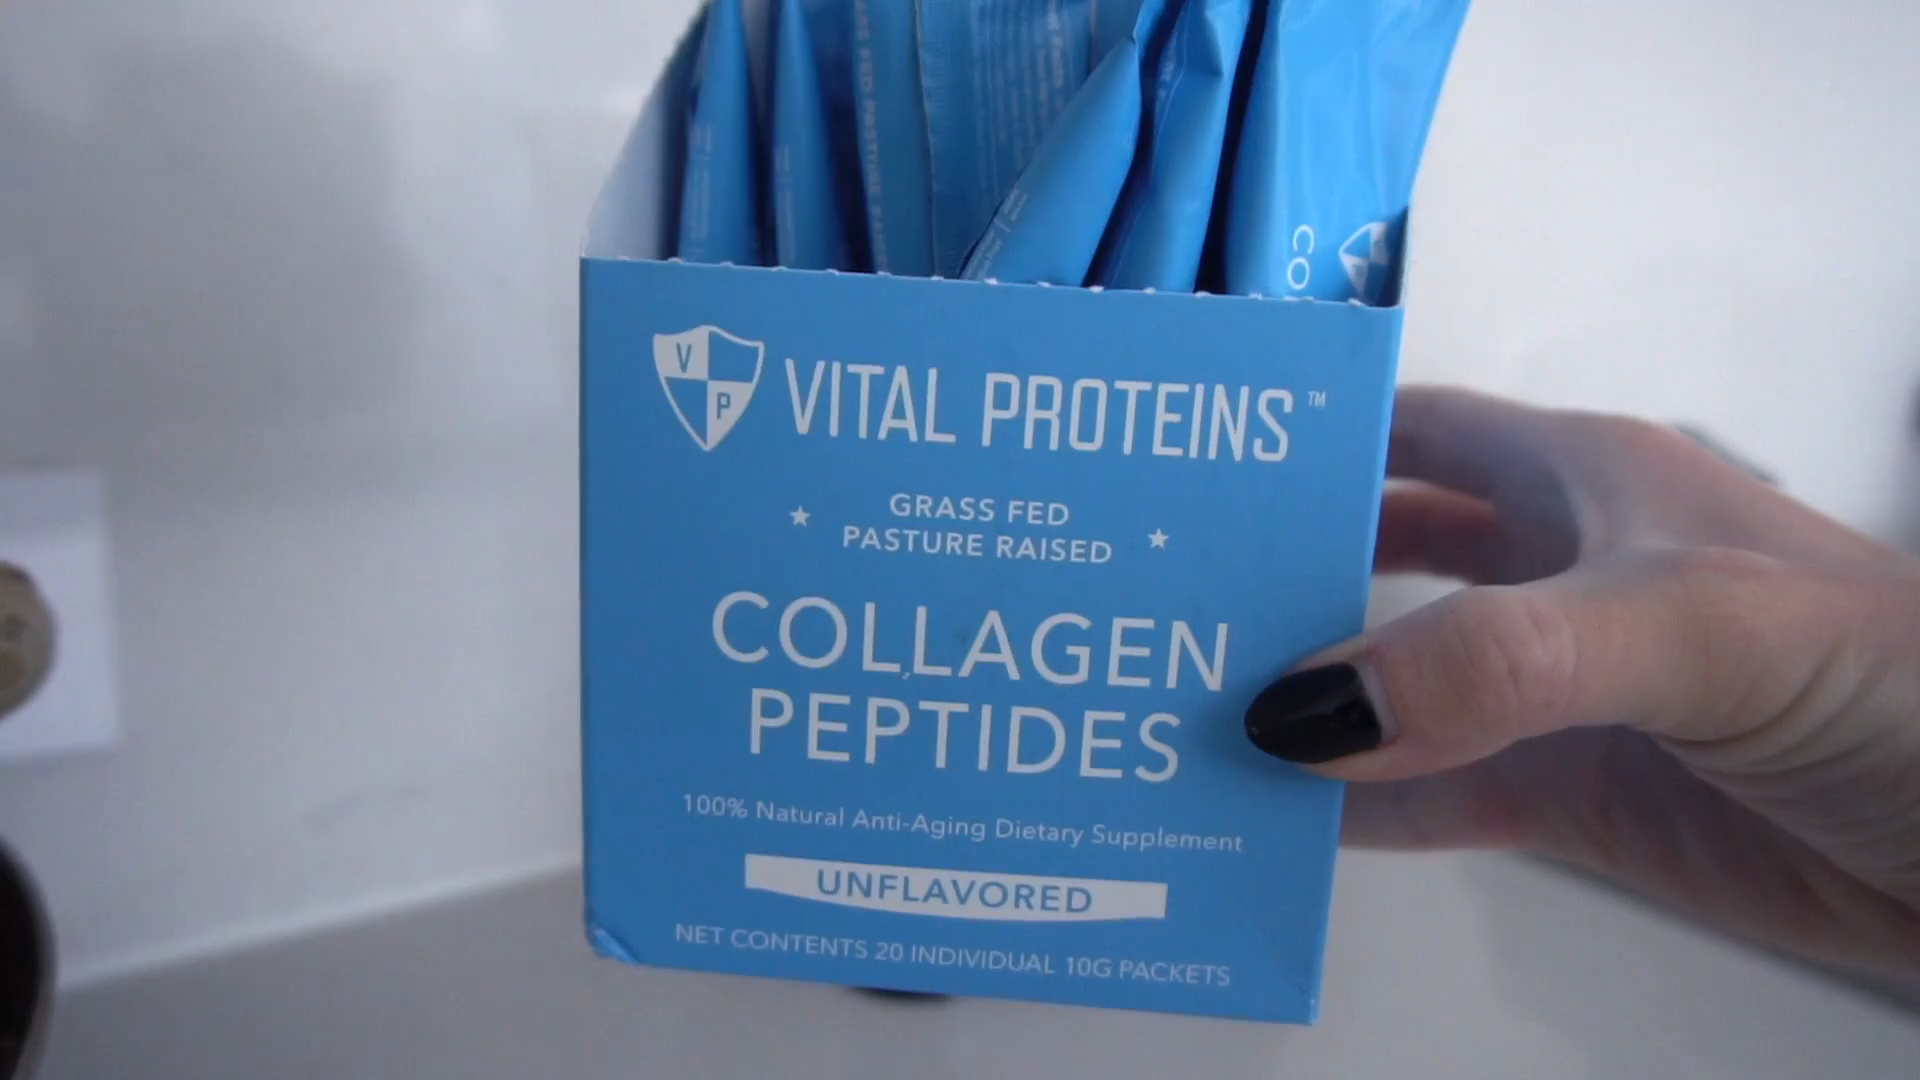 CO
V
P
VITAL PROTEINS™
GRASS FED
PASTURE RAISED
COLLAGEN
PEPTIDES
100% Natural Anti-Aging Dietary Supplement
UNFLAVORED
NET CONTENTS 20 INDIVIDUAL 10G PACKETS